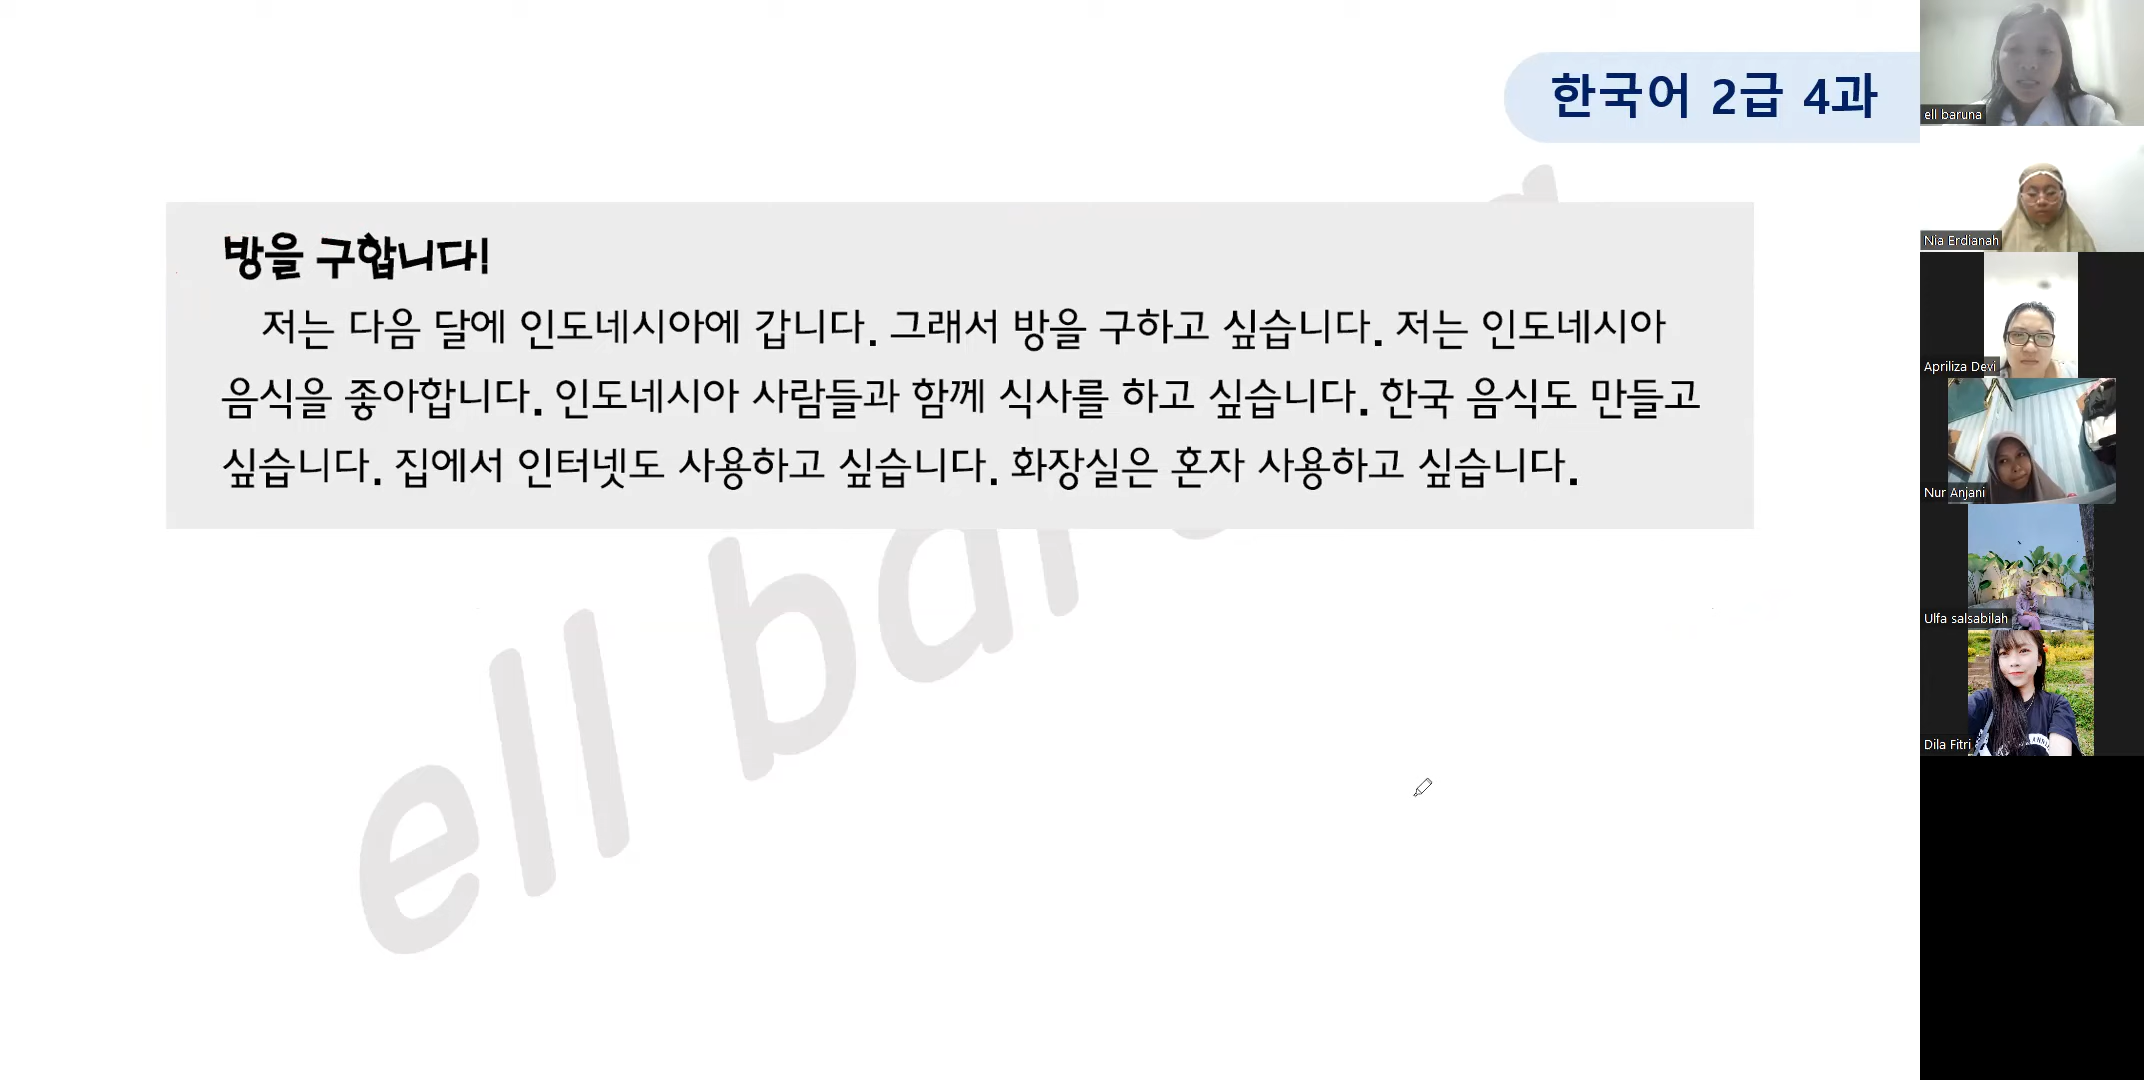 한국어 2급 4과
방을 구합니다!
저는 다음 달에 인도네시아에 갑니다. 그래서 방을 구하고 싶습니다. 저는 인도네시아
음식을 좋아합니다. 인도네시아 사람들과 함께 식사를 하고 싶습니다. 한국 음식도 만들고
싶습니다. 집에서 인터넷도 사용하고 싶습니다. 화장실은 혼자 사용하고 싶습니다.
ell baruna
Nia Erdianah
Apriliza Devi
Nur Anjani
Ulfa salsabilah
Dila Fitri